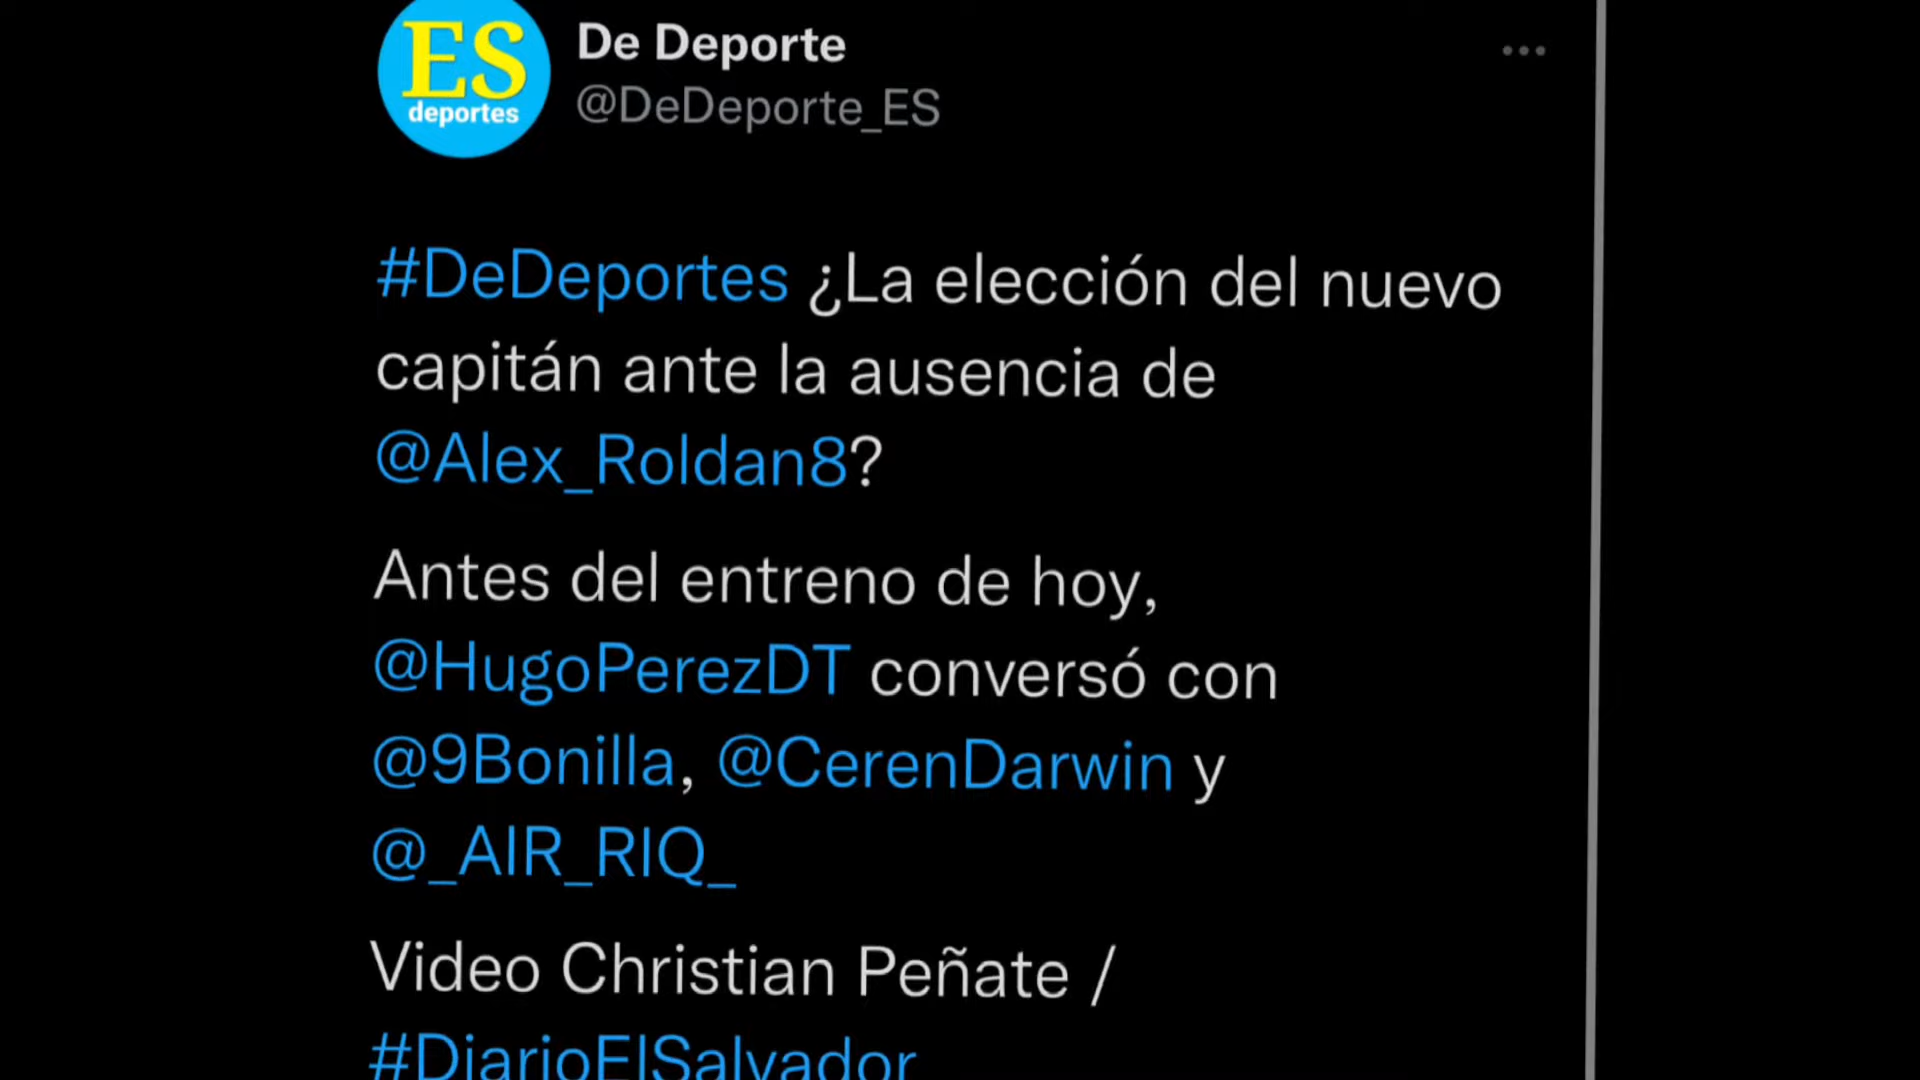 ES
deportes
De Deporte
@DeDeporte_ES
#DeDeportes ¿La elección del nuevo
capitán ante la ausencia de
@Alex_Roldan8?
Antes del entreno de hoy,
@HugoPerezDT conversó con
@9Bonilla, @CerenDarwin y
@_AIR_RIQ_
Video Christian Peñate /
#DiarioElSalvador